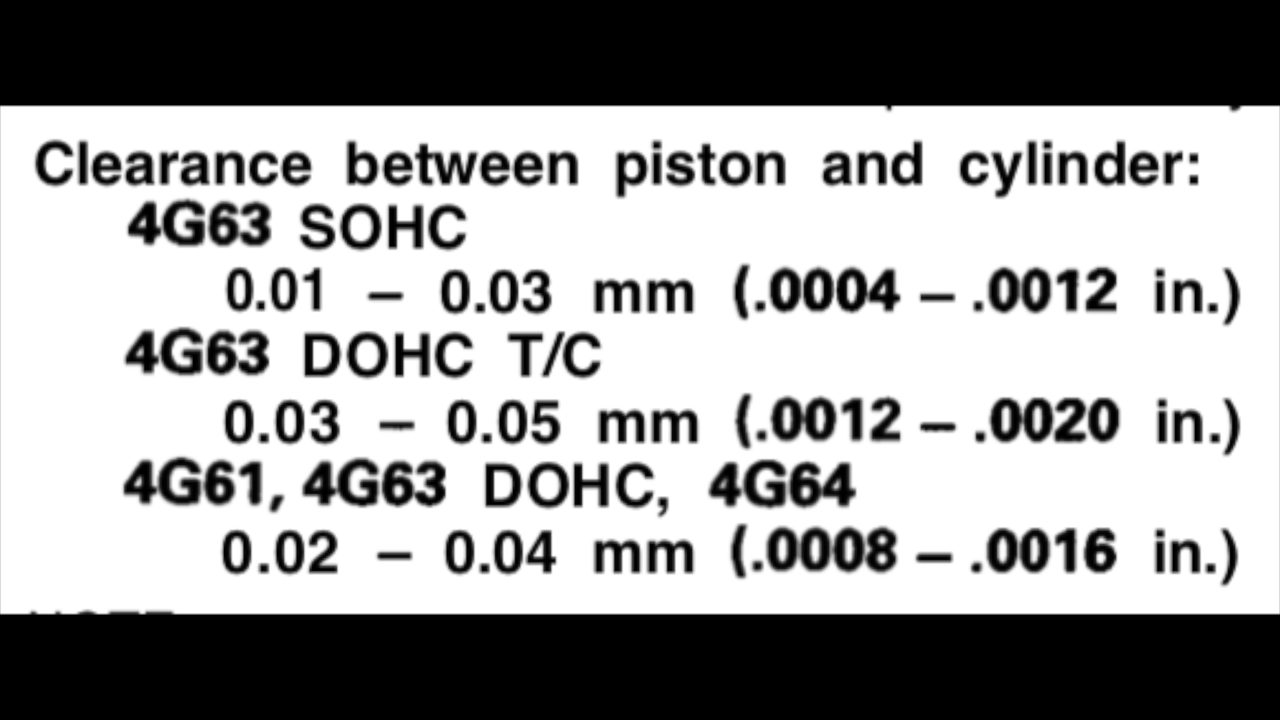 Clearance between piston and cylinder:
4G63 SOHC
0.01 – 0.03 mm (.0004 – .0012 in.)
4G63 DOHC T/C
0.03 – 0.05 mm (.0012 – .0020 in.)
4G61, 4G63 DOHC, 4G64
0.02 – 0.04 mm (.0008 – .0016 in.)